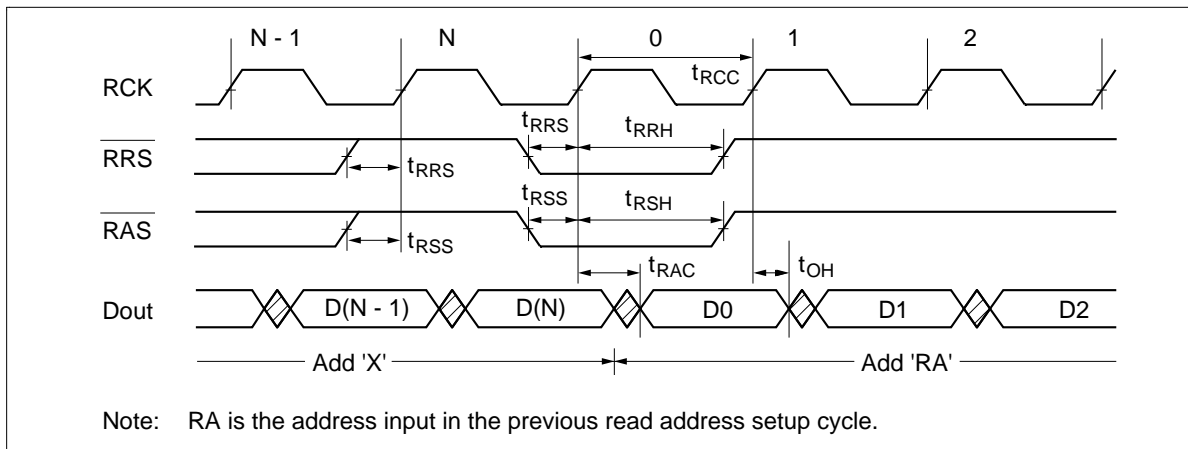 N - 1 N 0 1 2
RCK tRCC
tRRS tRRH
RRS tRRS
tRSS tRSH
RAS tRSS
tRAC tOH
Dout D(N - 1) D(N) D0 D1 D2
Add 'X' Add 'RA'
Note: RA is the address input in the previous read address setup cycle.